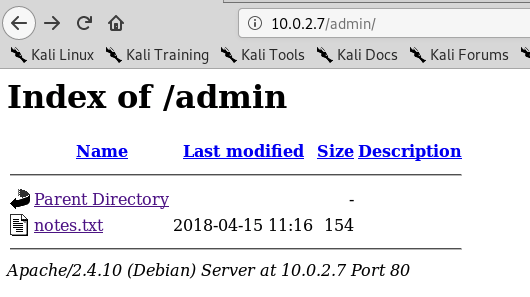 10.0.2.7/admin/
Kali Linux Kali Training Kali Tools Kali Docs Kali Forums
Index of /admin
Name Last modified Size Description
Parent Directory -
notes.txt 2018-04-15 11:16 154
Apache/2.4.10 (Debian) Server at 10.0.2.7 Port 80